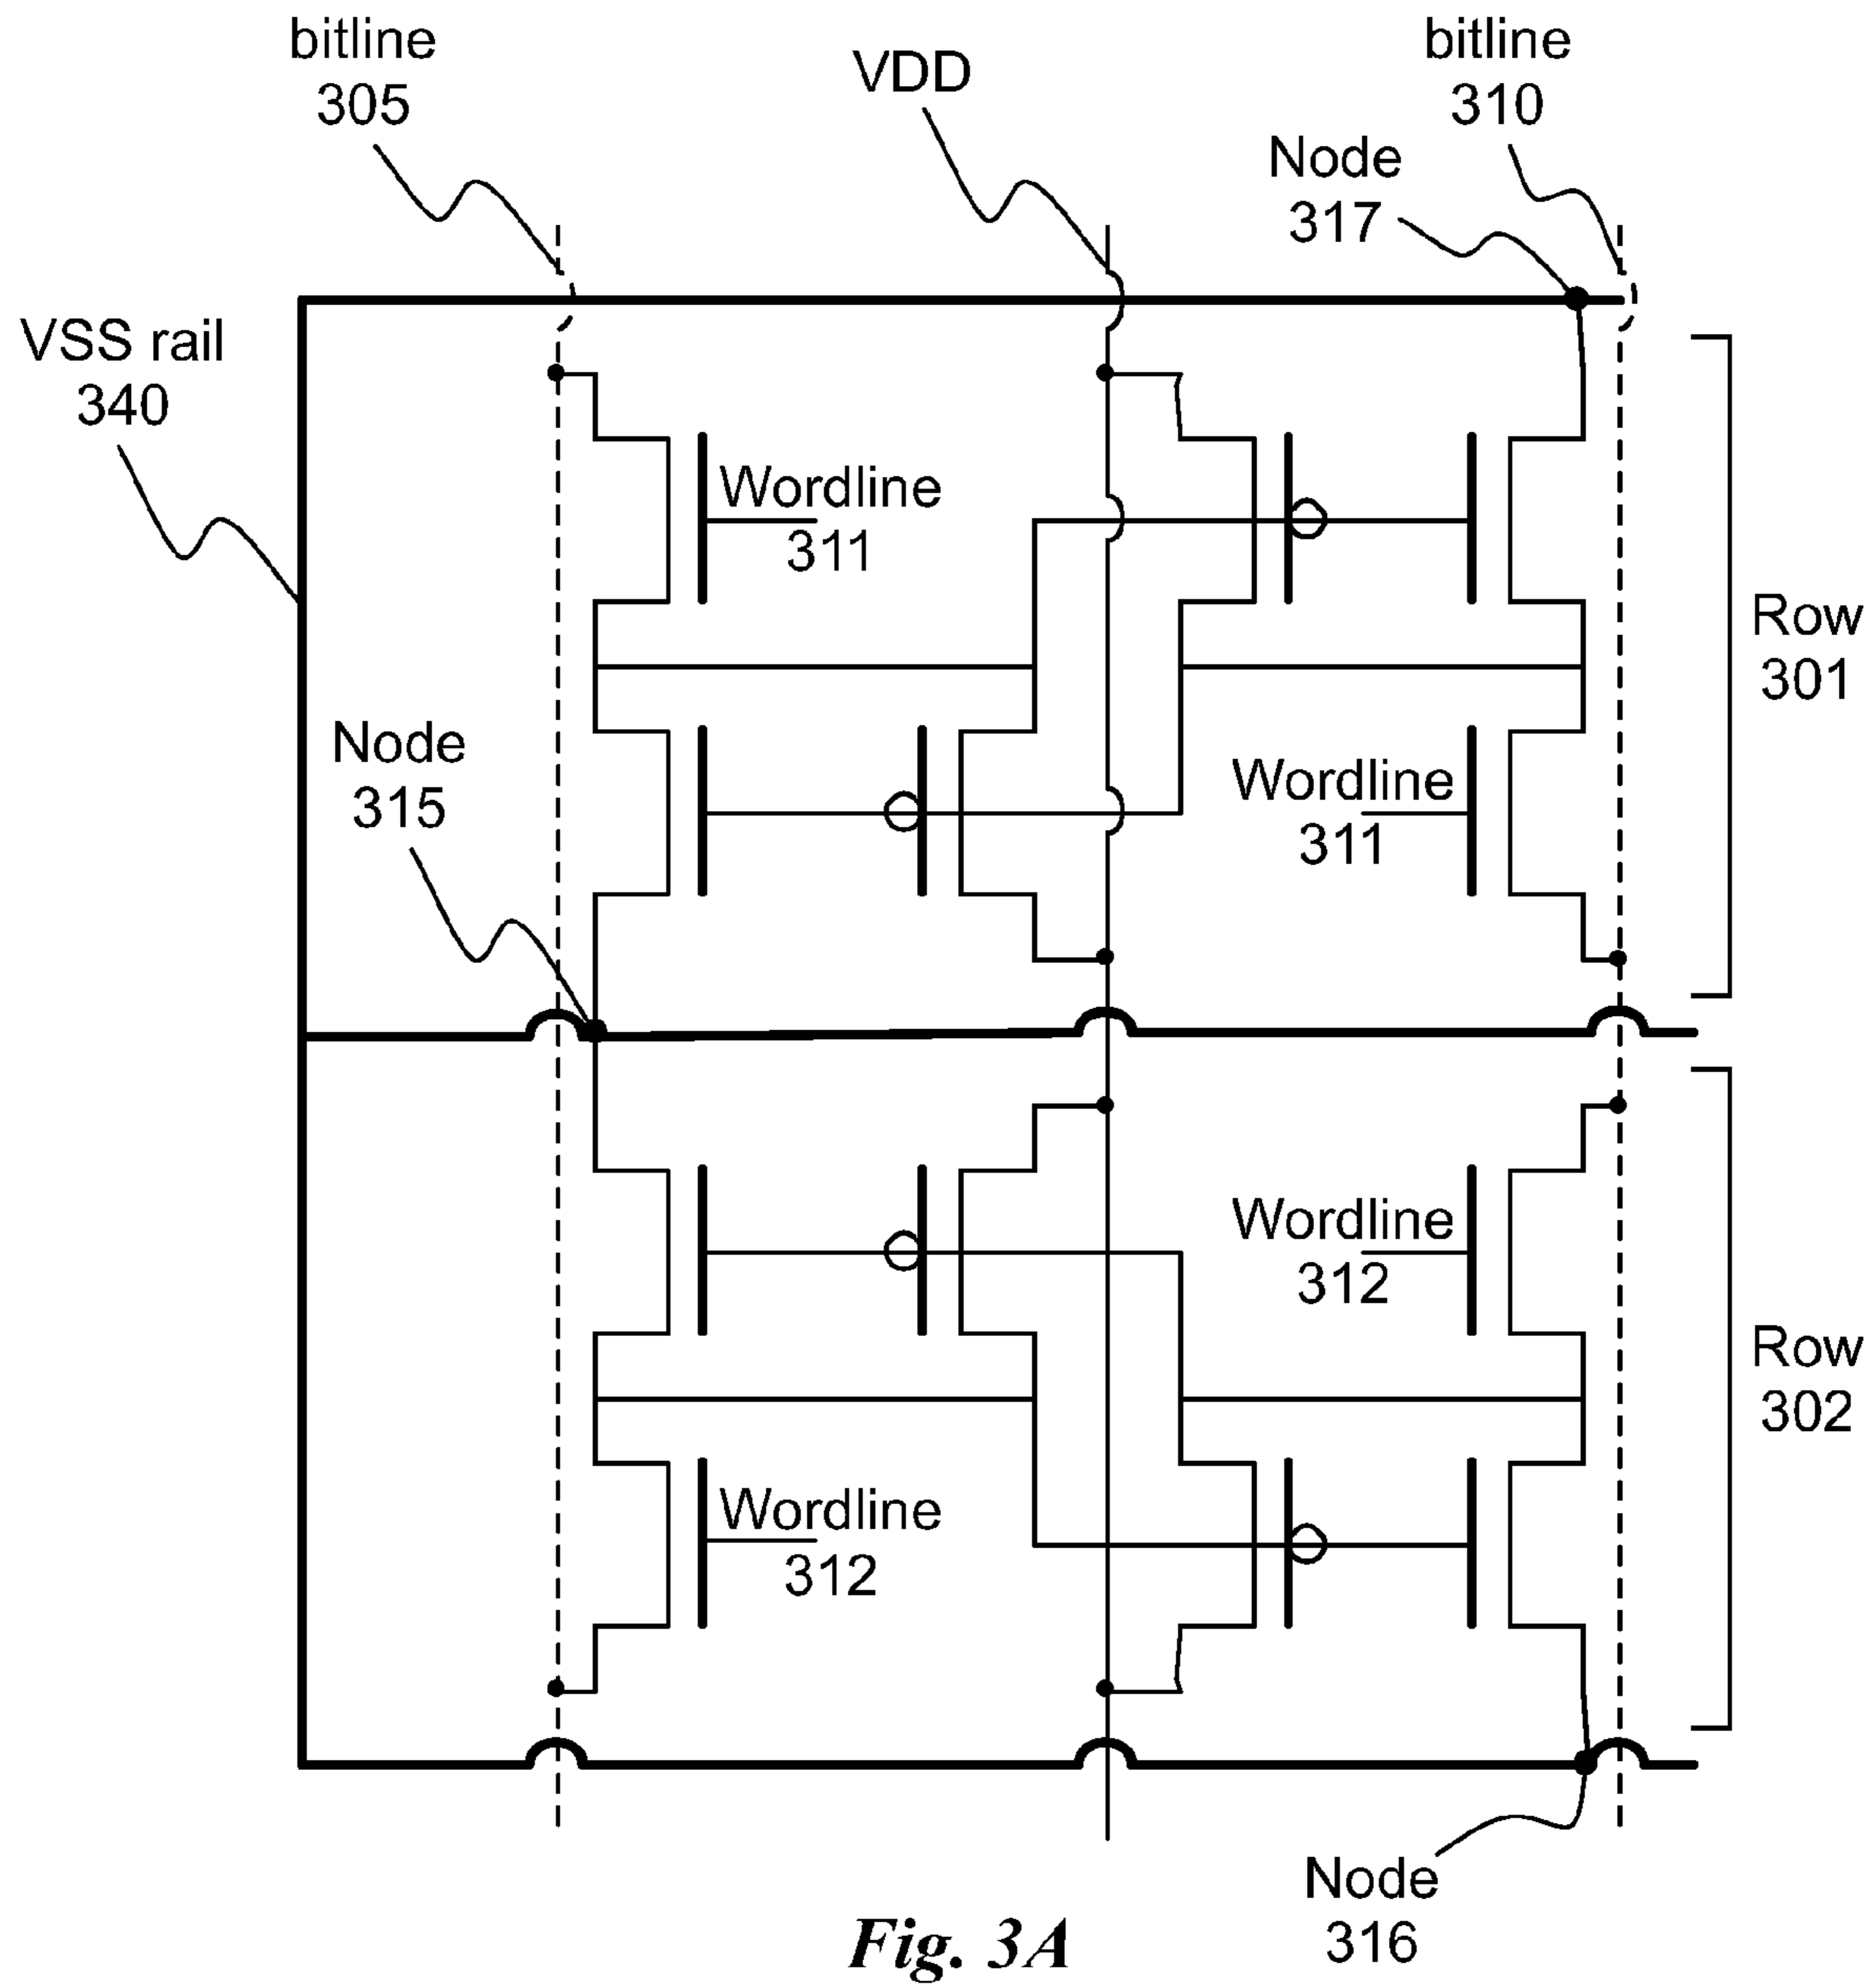 bitline
305
VDD
bitline
310
Node
317
VSS rail
340
Wordline
311
Row
301
Node
315
Wordline
311
Wordline
312
Row
302
Wordline
312
Node
316
Fig. 3A